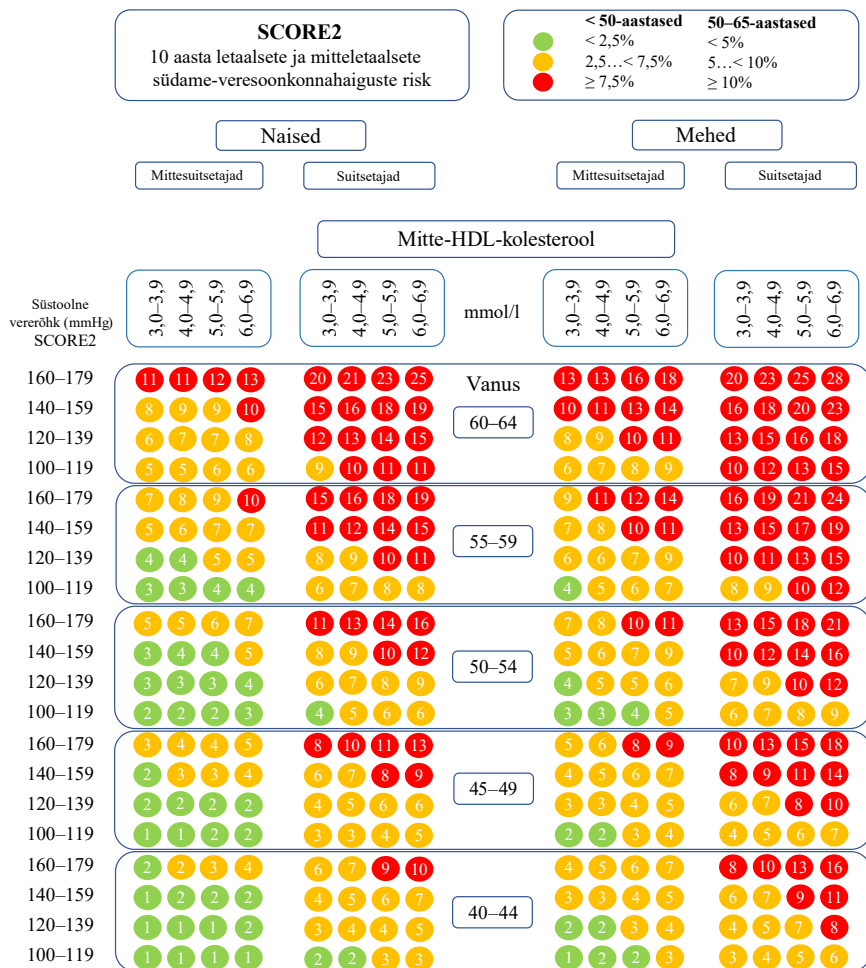 SCORE2
10 aasta letaalsete ja mitteletaalsete
südame-veresoonkonnahaiguste risk
< 50-aastased 50–65-aastased
< 2,5% < 5%
2,5…< 7,5% 5…< 10%
≥ 7,5% ≥ 10%
Naised Mehed
Mittesuitsetajad Suitsetajad Mittesuitsetajad Suitsetajad
Mitte-HDL-kolesterool
Süstoolne
vererõhk (mmHg)
SCORE2
3,0–3,9 4,0–4,9 5,0–5,9 6,0–6,9 3,0–3,9 4,0–4,9 5,0–5,9 6,0–6,9 mmol/l 3,0–3,9 4,0–4,9 5,0–5,9 6,0–6,9 3,0–3,9 4,0–4,9 5,0–5,9 6,0–6,9
160–179 11 11 12 13 20 21 23 25 Vanus 13 13 16 18 20 23 25 28
140–159 8 9 9 10 15 16 18 19 60–64 10 11 13 14 16 18 20 23
120–139 6 7 7 8 12 13 14 15 8 9 10 11 13 15 16 18
100–119 5 5 6 6 9 10 11 11 6 7 8 9 10 12 13 15
160–179 7 8 9 10 15 16 18 19 9 11 12 14 16 19 21 24
140–159 5 6 7 7 11 12 14 15 55–59 7 8 10 11 13 15 17 19
120–139 4 4 5 5 8 9 10 11 6 6 7 9 10 11 13 15
100–119 3 3 4 4 6 7 8 8 4 5 6 7 8 9 10 12
160–179 5 5 6 7 11 13 14 16 7 8 10 11 13 15 18 21
140–159 3 4 4 5 8 9 10 12 50–54 5 6 7 9 10 12 14 16
120–139 3 3 3 4 6 7 8 9 4 5 5 6 7 9 10 12
100–119 2 2 2 3 4 5 6 6 3 3 4 5 6 7 8 9
160–179 3 4 4 5 8 10 11 13 5 6 8 9 10 13 15 18
140–159 2 3 3 4 6 7 8 9 45–49 4 5 6 7 8 9 11 14
120–139 2 2 2 2 4 5 6 6 3 3 4 5 6 7 8 10
100–119 1 1 2 2 3 3 4 5 2 2 3 4 4 5 6 7
160–179 2 2 3 4 6 7 9 10 4 5 6 7 8 10 13 16
140–159 1 2 2 2 4 5 6 7 40–44 3 3 4 5 6 7 9 11
120–139 1 1 1 2 3 4 4 5 2 2 3 4 4 5 7 8
100–119 1 1 1 1 2 2 3 3 1 2 2 3 3 4 5 6